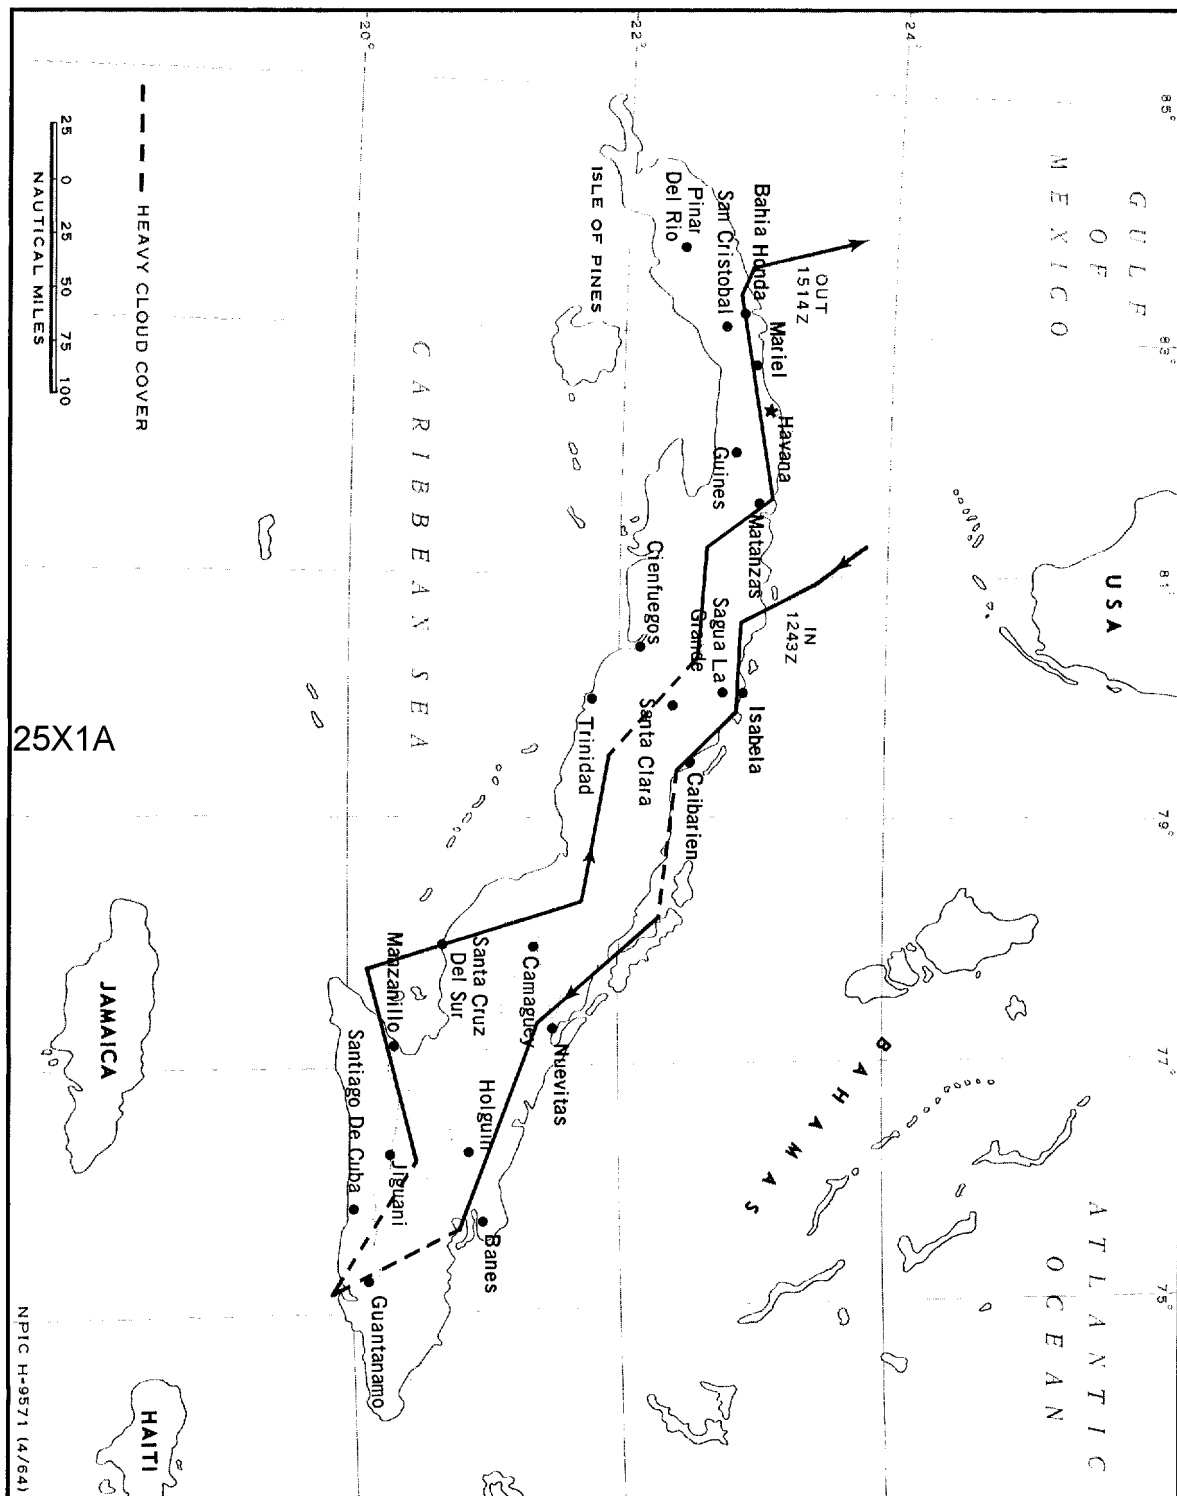 85°
83°
81°
79°
77°
75°
24°
22°
20°
GULF
OF
MEXICO
USA
ATLANTIC
OCEAN
BAHAMAS
OUT
1514Z
IN
1243Z
Bahia Honda
San Cristobal
Pinar
Del Rio
Mariel
Havana
Guines
Matanzas
Cienfuegos
Sagua La
Grande
Isabela
Santa Clara
Caibarien
Trinidad
ISLE OF PINES
Camaguey
Nuevitas
Santa Cruz
Del Sur
Manzanillo
Holguin
Banes
Jiguani
Santiago De Cuba
Guantanamo
CARIBBEAN SEA
JAMAICA
HAITI
HEAVY CLOUD COVER
25 0 25 50 75 100
NAUTICAL MILES
NPIC H-9571 (4/64)
25X1A